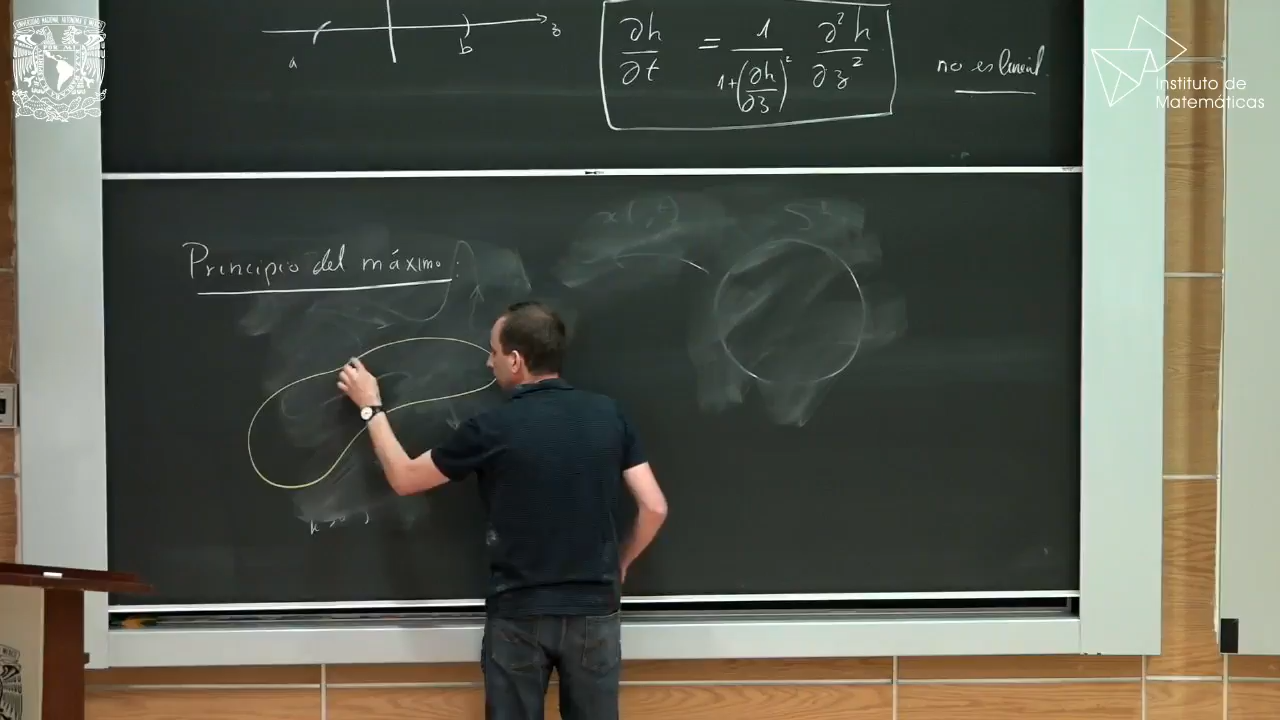 a
b
z
∂h/∂t = 1/(1+(∂h/∂z)²) ∂²h/∂z²
no es lineal
Instituto de
Matemáticas
Principio del máximo: